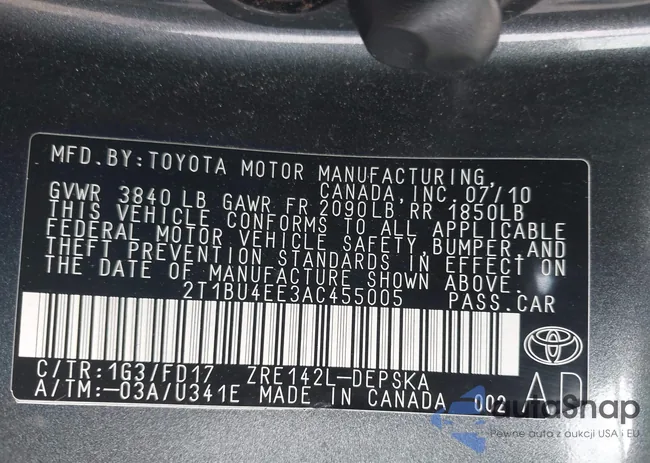 MFD. BY: TOYOTA MOTOR MANUFACTURING,
CANADA, INC. 07/10
GVWR 3840 LB GAWR FR 2090LB RR 1850LB
THIS VEHICLE CONFORMS TO ALL APPLICABLE
FEDERAL MOTOR VEHICLE SAFETY, BUMPER, AND
THEFT PREVENTION STANDARDS IN EFFECT ON
THE DATE OF MANUFACTURE SHOWN ABOVE.
2T1BU4EE3AC455005 PASS. CAR
C/TR: 1G3/FD17 ZRE142L-DEPSKA
A/TM: -03A/U341E MADE IN CANADA 002 AD
autaSnap
Pewne auta z aukcji USA i EU